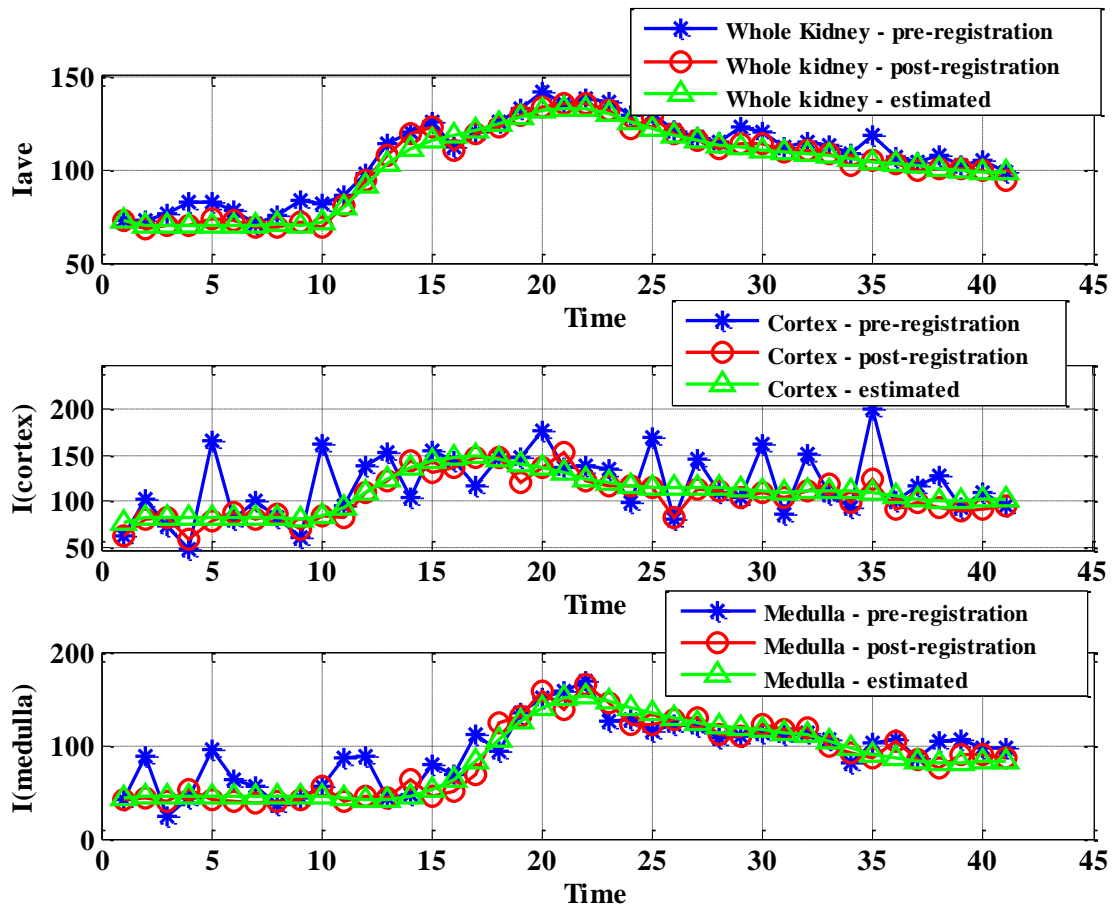 Whole Kidney - pre-registration
Whole kidney - post-registration
Whole kidney - estimated
150
100
50
Iave
0 5 10 15 20 25 30 35 40 45
Time
Cortex - pre-registration
Cortex - post-registration
Cortex - estimated
200
150
100
50
I(cortex)
0 5 10 15 20 25 30 35 40 45
Time
Medulla - pre-registration
Medulla - post-registration
Medulla - estimated
200
100
0
I(medulla)
0 5 10 15 20 25 30 35 40 45
Time